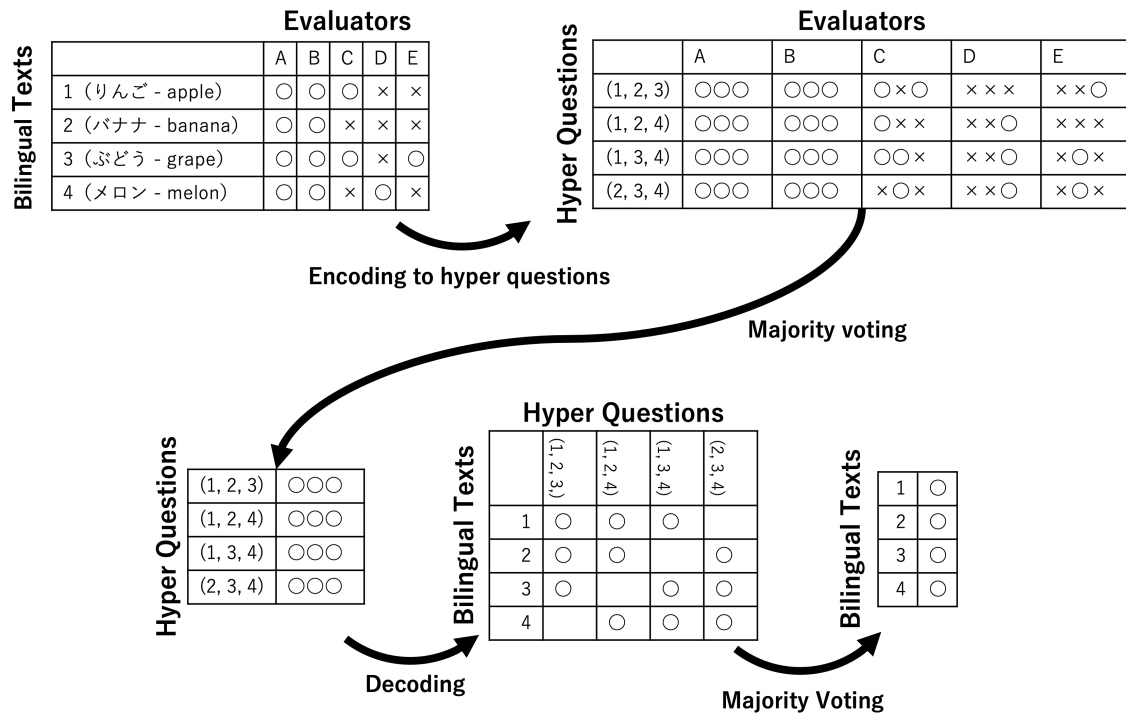 Evaluators
Bilingual Texts
A B C D E
1 (りんご - apple) ○ ○ ○ × ×
2 (バナナ - banana) ○ ○ × × ×
3 (ぶどう - grape) ○ ○ ○ × ○
4 (メロン - melon) ○ ○ × ○ ×
Evaluators
Hyper Questions
A B C D E
(1, 2, 3) ○○○ ○○○ ○×○ ××× ××○
(1, 2, 4) ○○○ ○○○ ○×× ××○ ×××
(1, 3, 4) ○○○ ○○○ ○○× ××○ ×○×
(2, 3, 4) ○○○ ○○○ ×○× ××○ ×○×
Encoding to hyper questions
Majority voting
Hyper Questions
(1, 2, 3) ○○○
(1, 2, 4) ○○○
(1, 3, 4) ○○○
(2, 3, 4) ○○○
Decoding
Hyper Questions
Bilingual Texts
(1, 2, 3,) (1, 2, 4) (1, 3, 4) (2, 3, 4)
1 ○ ○ ○
2 ○ ○ ○
3 ○ ○ ○
4 ○ ○ ○
Majority Voting
Bilingual Texts
1 ○
2 ○
3 ○
4 ○